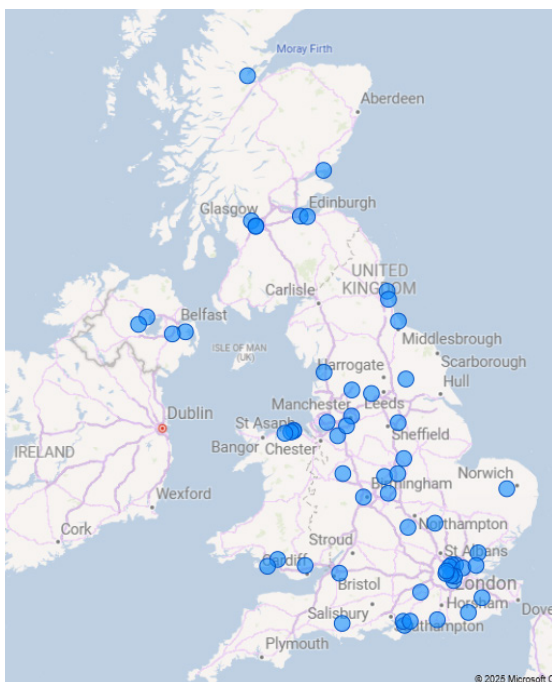 Moray Firth
Aberdeen
Glasgow
Edinburgh
UNITED
KINGDOM
Carlisle
Belfast
ISLE OF MAN
(UK)
Middlesbrough
Scarborough
Harrogate
Hull
Leeds
Manchester
Dublin
St Asaph
Sheffield
Bangor
Chester
IRELAND
Wexford
Norwich
Birmingham
Cork
Northampton
Stroud
St Albans
Cardiff
London
Bristol
Horsham
Dove
Salisbury
Southampton
Plymouth
© 2025 Microsoft C